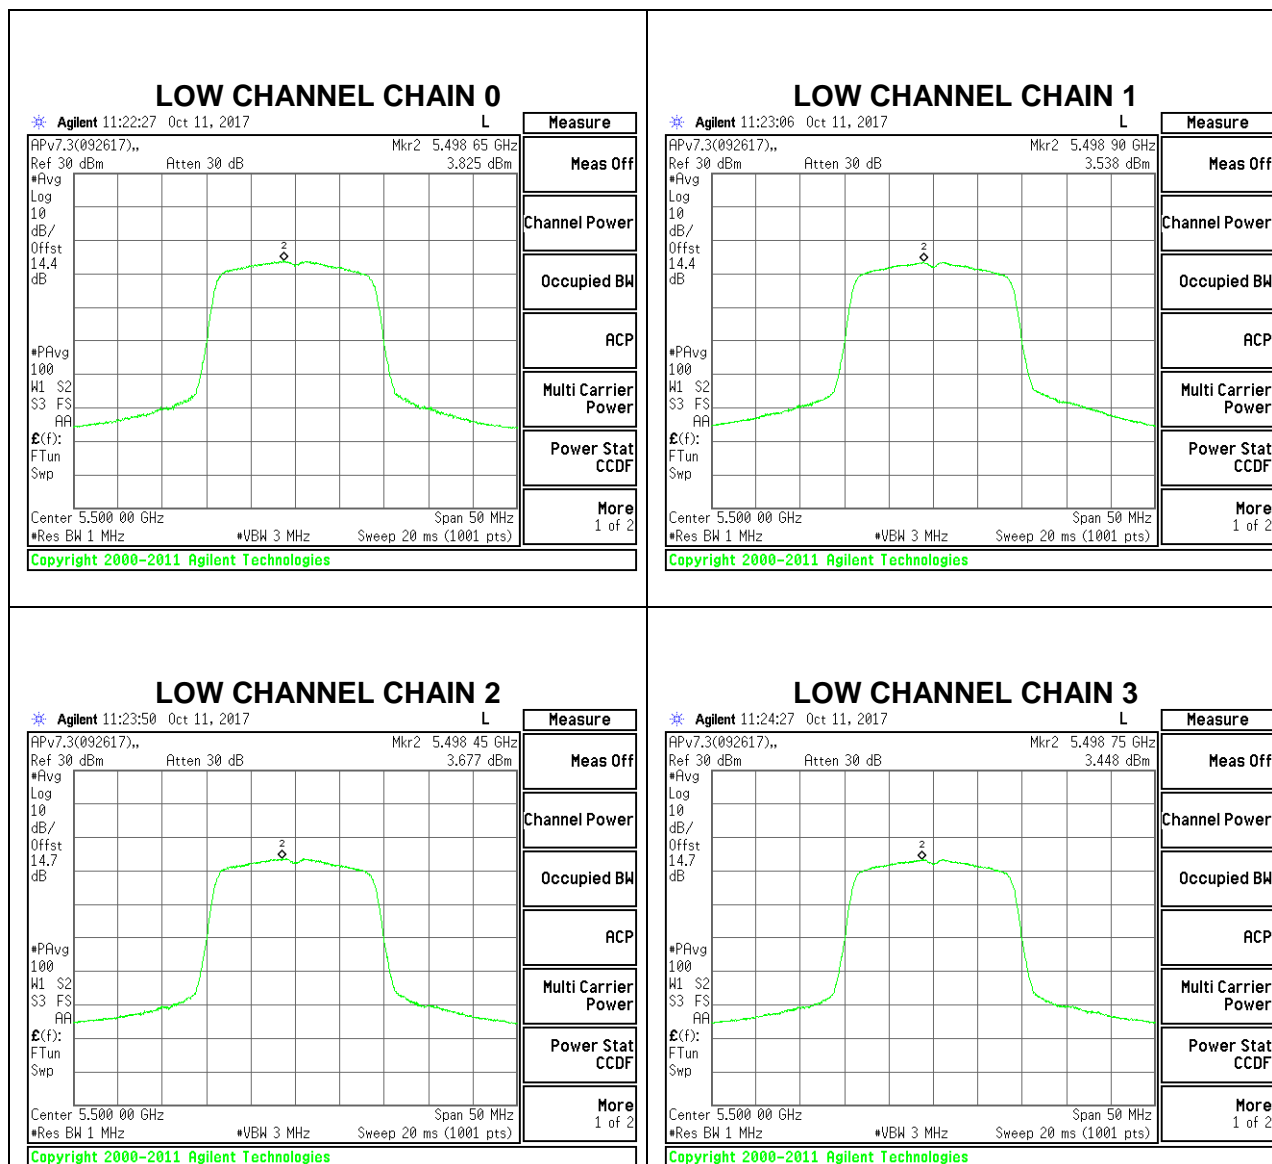 LOW CHANNEL CHAIN 0
Agilent 11:22:27 Oct 11, 2017 L
Measure
APv7.3(092617),, Mkr2 5.498 65 GHz
Ref 30 dBm Atten 30 dB 3.825 dBm
#Avg
Log
10
dB/
Offst
14.4
dB
2
#PAvg
100
W1 S2
S3 FS
AA
£(f):
FTun
Swp
Center 5.500 00 GHz Span 50 MHz
#Res BW 1 MHz #VBW 3 MHz Sweep 20 ms (1001 pts)
Copyright 2000-2011 Agilent Technologies
Meas Off
Channel Power
Occupied BW
ACP
Multi Carrier
Power
Power Stat
CCDF
More
1 of 2
LOW CHANNEL CHAIN 1
Agilent 11:23:06 Oct 11, 2017 L
Measure
APv7.3(092617),, Mkr2 5.498 90 GHz
Ref 30 dBm Atten 30 dB 3.538 dBm
#Avg
Log
10
dB/
Offst
14.4
dB
2
#PAvg
100
W1 S2
S3 FS
AA
£(f):
FTun
Swp
Center 5.500 00 GHz Span 50 MHz
#Res BW 1 MHz #VBW 3 MHz Sweep 20 ms (1001 pts)
Copyright 2000-2011 Agilent Technologies
Meas Off
Channel Power
Occupied BW
ACP
Multi Carrier
Power
Power Stat
CCDF
More
1 of 2
LOW CHANNEL CHAIN 2
Agilent 11:23:50 Oct 11, 2017 L
Measure
APv7.3(092617),, Mkr2 5.498 45 GHz
Ref 30 dBm Atten 30 dB 3.677 dBm
#Avg
Log
10
dB/
Offst
14.7
dB
2
#PAvg
100
W1 S2
S3 FS
AA
£(f):
FTun
Swp
Center 5.500 00 GHz Span 50 MHz
#Res BW 1 MHz #VBW 3 MHz Sweep 20 ms (1001 pts)
Copyright 2000-2011 Agilent Technologies
Meas Off
Channel Power
Occupied BW
ACP
Multi Carrier
Power
Power Stat
CCDF
More
1 of 2
LOW CHANNEL CHAIN 3
Agilent 11:24:27 Oct 11, 2017 L
Measure
APv7.3(092617),, Mkr2 5.498 75 GHz
Ref 30 dBm Atten 30 dB 3.448 dBm
#Avg
Log
10
dB/
Offst
14.7
dB
2
#PAvg
100
W1 S2
S3 FS
AA
£(f):
FTun
Swp
Center 5.500 00 GHz Span 50 MHz
#Res BW 1 MHz #VBW 3 MHz Sweep 20 ms (1001 pts)
Copyright 2000-2011 Agilent Technologies
Meas Off
Channel Power
Occupied BW
ACP
Multi Carrier
Power
Power Stat
CCDF
More
1 of 2